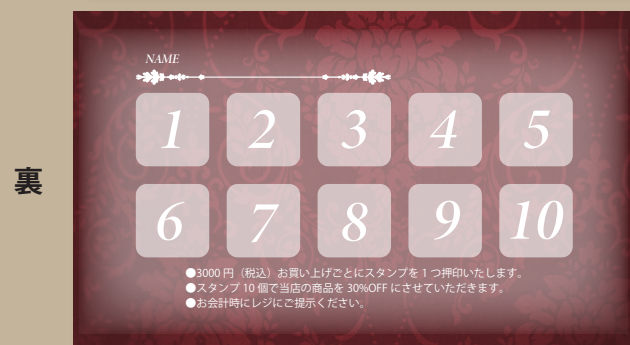 裏
NAME
1 2 3 4 5
6 7 8 9 10
●3000 円（税込）お買い上げごとにスタンプを 1 つ押印いたします。
●スタンプ 10 個で当店の商品を 30%OFF にさせていただきます。
●お会計時にレジにご提示ください。